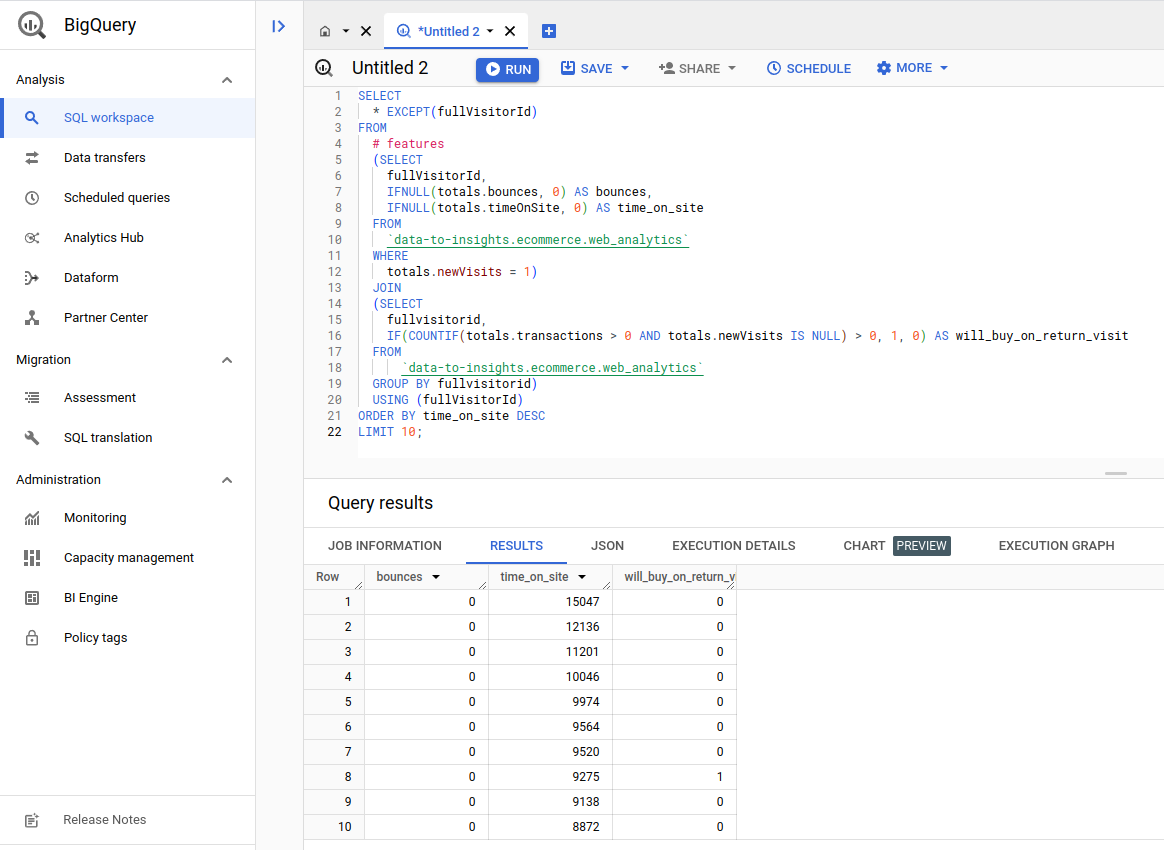 BigQuery
Analysis
SQL workspace
Data transfers
Scheduled queries
Analytics Hub
Dataform
Partner Center
Migration
Assessment
SQL translation
Administration
Monitoring
Capacity management
BI Engine
Policy tags
Release Notes
*Untitled 2
Untitled 2 RUN SAVE SHARE SCHEDULE MORE
1 SELECT
2 * EXCEPT(fullVisitorId)
3 FROM
4 # features
5 (SELECT
6 fullVisitorId,
7 IFNULL(totals.bounces, 0) AS bounces,
8 IFNULL(totals.timeOnSite, 0) AS time_on_site
9 FROM
10 `data-to-insights.ecommerce.web_analytics`
11 WHERE
12 totals.newVisits = 1)
13 JOIN
14 (SELECT
15 fullvisitorid,
16 IF(COUNTIF(totals.transactions > 0 AND totals.newVisits IS NULL) > 0, 1, 0) AS will_buy_on_return_visit
17 FROM
18 `data-to-insights.ecommerce.web_analytics`
19 GROUP BY fullvisitorid)
20 USING (fullVisitorId)
21 ORDER BY time_on_site DESC
22 LIMIT 10;
Query results
JOB INFORMATION RESULTS JSON EXECUTION DETAILS CHART PREVIEW EXECUTION GRAPH
Row bounces time_on_site will_buy_on_return_v
1 0 15047 0
2 0 12136 0
3 0 11201 0
4 0 10046 0
5 0 9974 0
6 0 9564 0
7 0 9520 0
8 0 9275 1
9 0 9138 0
10 0 8872 0